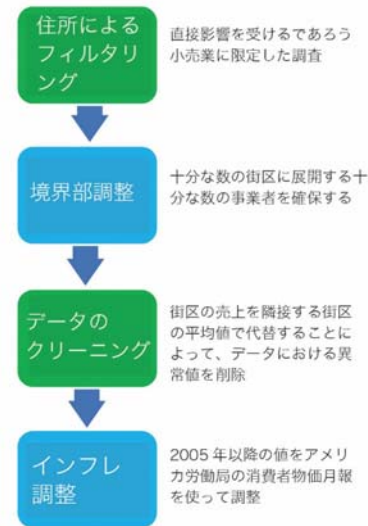 住所による
フィルタリ
ング
直接影響を受けるであろう
小売業に限定した調査
境界部調整
十分な数の街区に展開する十
分な数の事業者を確保する
データの
クリーニング
街区の売上を隣接する街区
の平均値で代替することに
よって、データにおける異
常値を削除
インフレ
調整
2005 年以降の値をアメリ
カ労働局の消費者物価月報
を使って調整